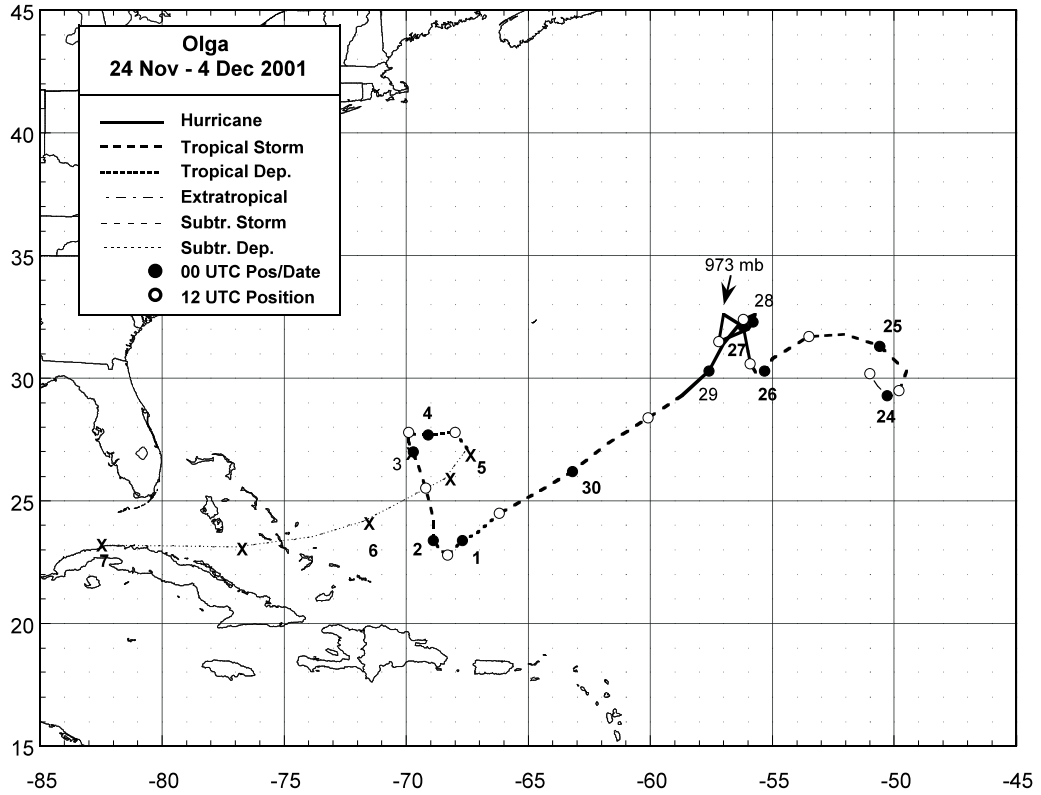 45
40
35
30
25
20
15
-85 -80 -75 -70 -65 -60 -55 -50 -45
Olga
24 Nov - 4 Dec 2001
Hurricane
Tropical Storm
Tropical Dep.
Extratropical
Subtr. Storm
Subtr. Dep.
00 UTC Pos/Date
12 UTC Position
973 mb
28
25
27
29
26
24
4
3
5
30
2
1
6
7
X
X
X
X
X
X